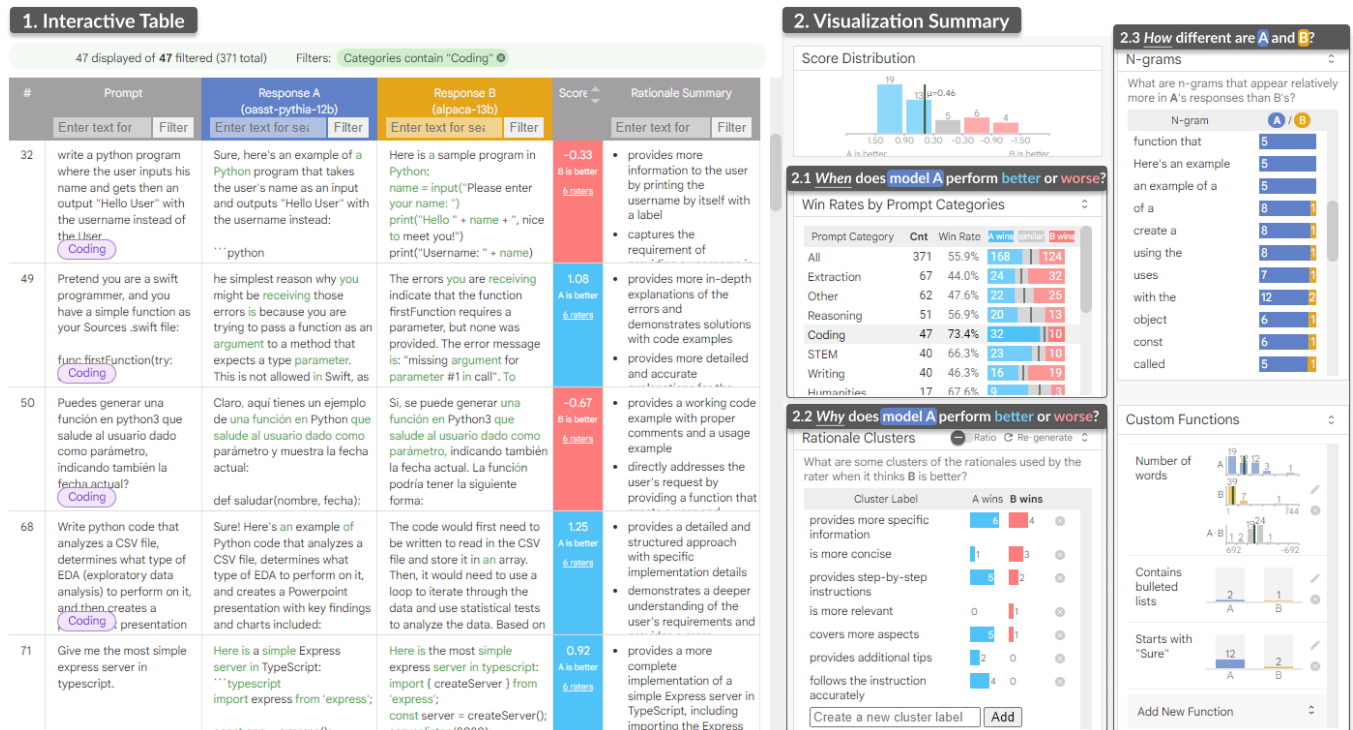 1. Interactive Table
47 displayed of 47 filtered (371 total) Filters: Categories contain "Coding"
# Prompt Response A (oasst-pythia-12b) Response B (alpaca-13b) Score Rationale Summary
Enter text for Filter Enter text for sea Filter Enter text for sea Filter Enter text for Filter
32
write a python program
where the user inputs his
name and gets then an
output "Hello User" with
the username instead of
the User
Coding
Sure, here's an example of a
Python program that takes
the user's name as an input
and outputs "Hello User" with
the username instead:
```python
Here is a sample program in
Python:
name = input("Please enter
your name: ")
print("Hello " + name + ", nice
to meet you!")
print("Username: " + name)
-0.33
B is better
6 raters
provides more
information to the user
by printing the
username by itself with
a label
captures the
requirement of
49
Pretend you are a swift
programmer, and you
have a simple function as
your Sources .swift file:
func firstFunction(try:
Coding
he simplest reason why you
might be receiving those
errors is because you are
trying to pass a function as an
argument to a method that
expects a type parameter.
This is not allowed in Swift, as
The errors you are receiving
indicate that the function
firstFunction requires a
parameter, but none was
provided. The error message
is: "missing argument for
parameter #1 in call". To
1.08
A is better
6 raters
provides more in-depth
explanations of the
errors and
demonstrates solutions
with code examples
provides more detailed
and accurate
50
Puedes generar una
función en python3 que
salude al usuario dado
como parámetro,
indicando también la
fecha actual?
Coding
Claro, aquí tienes un ejemplo
de una función en Python que
salude al usuario dado como
parámetro y muestra la fecha
actual:
def saludar(nombre, fecha):
Si, se puede generar una
función en Python3 que
salude al usuario dado como
parámetro, indicando también
la fecha actual. La función
podría tener la siguiente
forma:
-0.67
B is better
6 raters
provides a working code
example with proper
comments and a usage
example
directly addresses the
user's request by
providing a function that
68
Write python code that
analyzes a CSV file,
determines what type of
EDA (exploratory data
analysis) to perform on it,
and then creates a
presentation
Coding
Sure! Here's an example of
Python code that analyzes a
CSV file, determines what
type of EDA to perform on it,
and creates a Powerpoint
presentation with key findings
and charts included:
The code would first need to
be written to read in the CSV
file and store it in an array.
Then, it would need to use a
loop to iterate through the
data and use statistical tests
to analyze the data. Based on
1.25
A is better
6 raters
provides a detailed and
structured approach
with specific
implementation details
demonstrates a deeper
understanding of the
user's requirements and
71
Give me the most simple
express server in
typescript.
Here is a simple Express
server in TypeScript:
```typescript
import express from 'express';
Here is the most simple
express server in typescript:
import { createServer } from
'express';
const server = createServer();
0.92
A is better
6 raters
provides a more
complete
implementation of a
simple Express server in
TypeScript, including
importing the Express
2. Visualization Summary
Score Distribution
19
13
μ=0.46
5
6
4
1.50 0.90 0.30 -0.30 -0.90 -1.50
A is better B is better
2.1 When does model A perform better or worse?
Win Rates by Prompt Categories
Prompt Category Cnt Win Rate A wins similar B wins
All 371 55.9% 168 124
Extraction 67 44.0% 24 32
Other 62 47.6% 22 25
Reasoning 51 56.9% 20 13
Coding 47 73.4% 32 10
STEM 40 66.3% 23 10
Writing 40 46.3% 16 19
Humanities 17 67.6% 9 3
2.2 Why does model A perform better or worse?
Rationale Clusters Ratio Re-generate
What are some clusters of the rationales used by the
rater when it thinks B is better?
Cluster Label A wins B wins
provides more specific
information 6 4
is more concise 1 3
provides step-by-step
instructions 5 2
is more relevant 0 1
covers more aspects 5 1
provides additional tips 2 0
follows the instruction
accurately 4 0
Create a new cluster label Add
2.3 How different are A and B?
N-grams
What are n-grams that appear relatively
more in A's responses than B's?
N-gram A / B
function that 5
Here's an example 5
an example of a 5
of a 8 1
create a 8 1
using the 8 1
uses 7 1
with the 12 2
object 6 1
const 6 1
called 5 1
Custom Functions
Number of
words
A 19 12 3 1
B 39 7 1
1 744
A-B 1 2 24
692 -692
Contains
bulleted
lists
2 1
A B
Starts with
"Sure"
12 2
A B
Add New Function